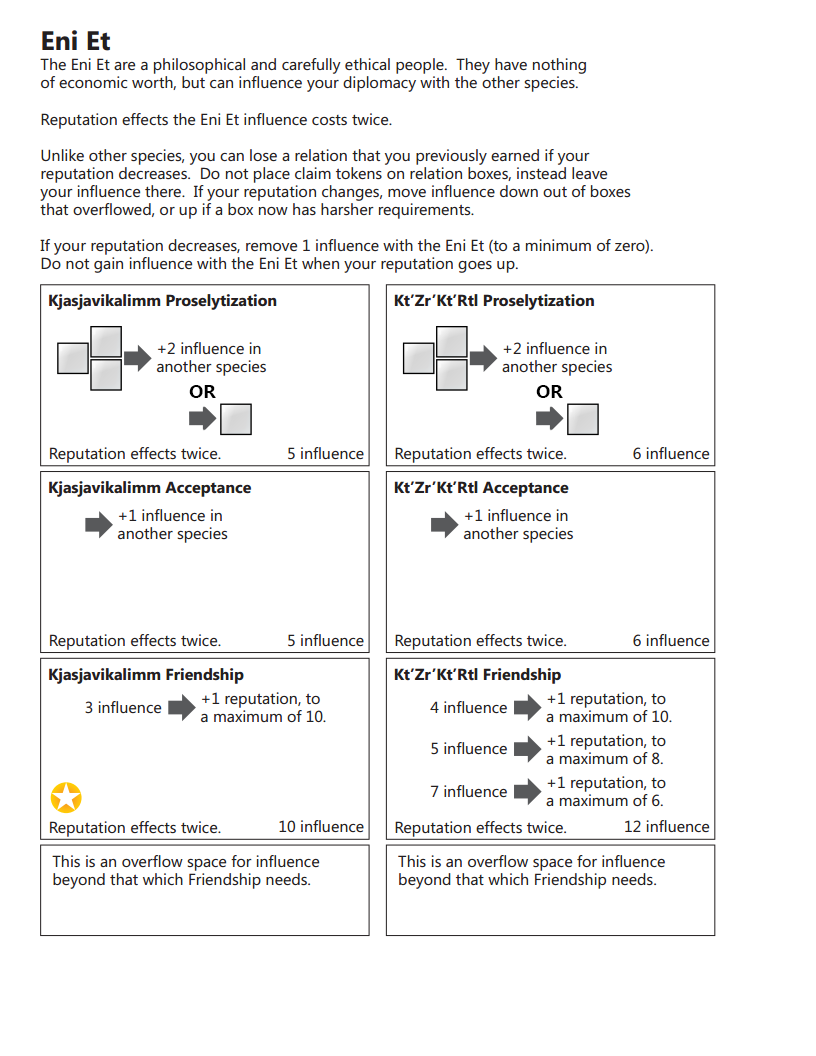 Eni Et
The Eni Et are a philosophical and carefully ethical people.  They have nothing
of economic worth, but can influence your diplomacy with the other species.
Reputation effects the Eni Et influence costs twice.
Unlike other species, you can lose a relation that you previously earned if your
reputation decreases.  Do not place claim tokens on relation boxes, instead leave
your influence there.  If your reputation changes, move influence down out of boxes
that overflowed, or up if a box now has harsher requirements.
If your reputation decreases, remove 1 influence with the Eni Et (to a minimum of zero).
Do not gain influence with the Eni Et when your reputation goes up.
Kjasjavikalimm Proselytization
+2 influence in
another species
OR
Reputation effects twice.
5 influence
Kt’Zr’Kt’Rtl Proselytization
+2 influence in
another species
OR
Reputation effects twice.
6 influence
Kjasjavikalimm Acceptance
+1 influence in
another species
Reputation effects twice.
5 influence
Kt’Zr’Kt’Rtl Acceptance
+1 influence in
another species
Reputation effects twice.
6 influence
Kjasjavikalimm Friendship
3 influence
+1 reputation, to
a maximum of 10.
Reputation effects twice.
10 influence
Kt’Zr’Kt’Rtl Friendship
4 influence
+1 reputation, to
a maximum of 10.
5 influence
+1 reputation, to
a maximum of 8.
7 influence
+1 reputation, to
a maximum of 6.
Reputation effects twice.
12 influence
This is an overflow space for influence
beyond that which Friendship needs.
This is an overflow space for influence
beyond that which Friendship needs.